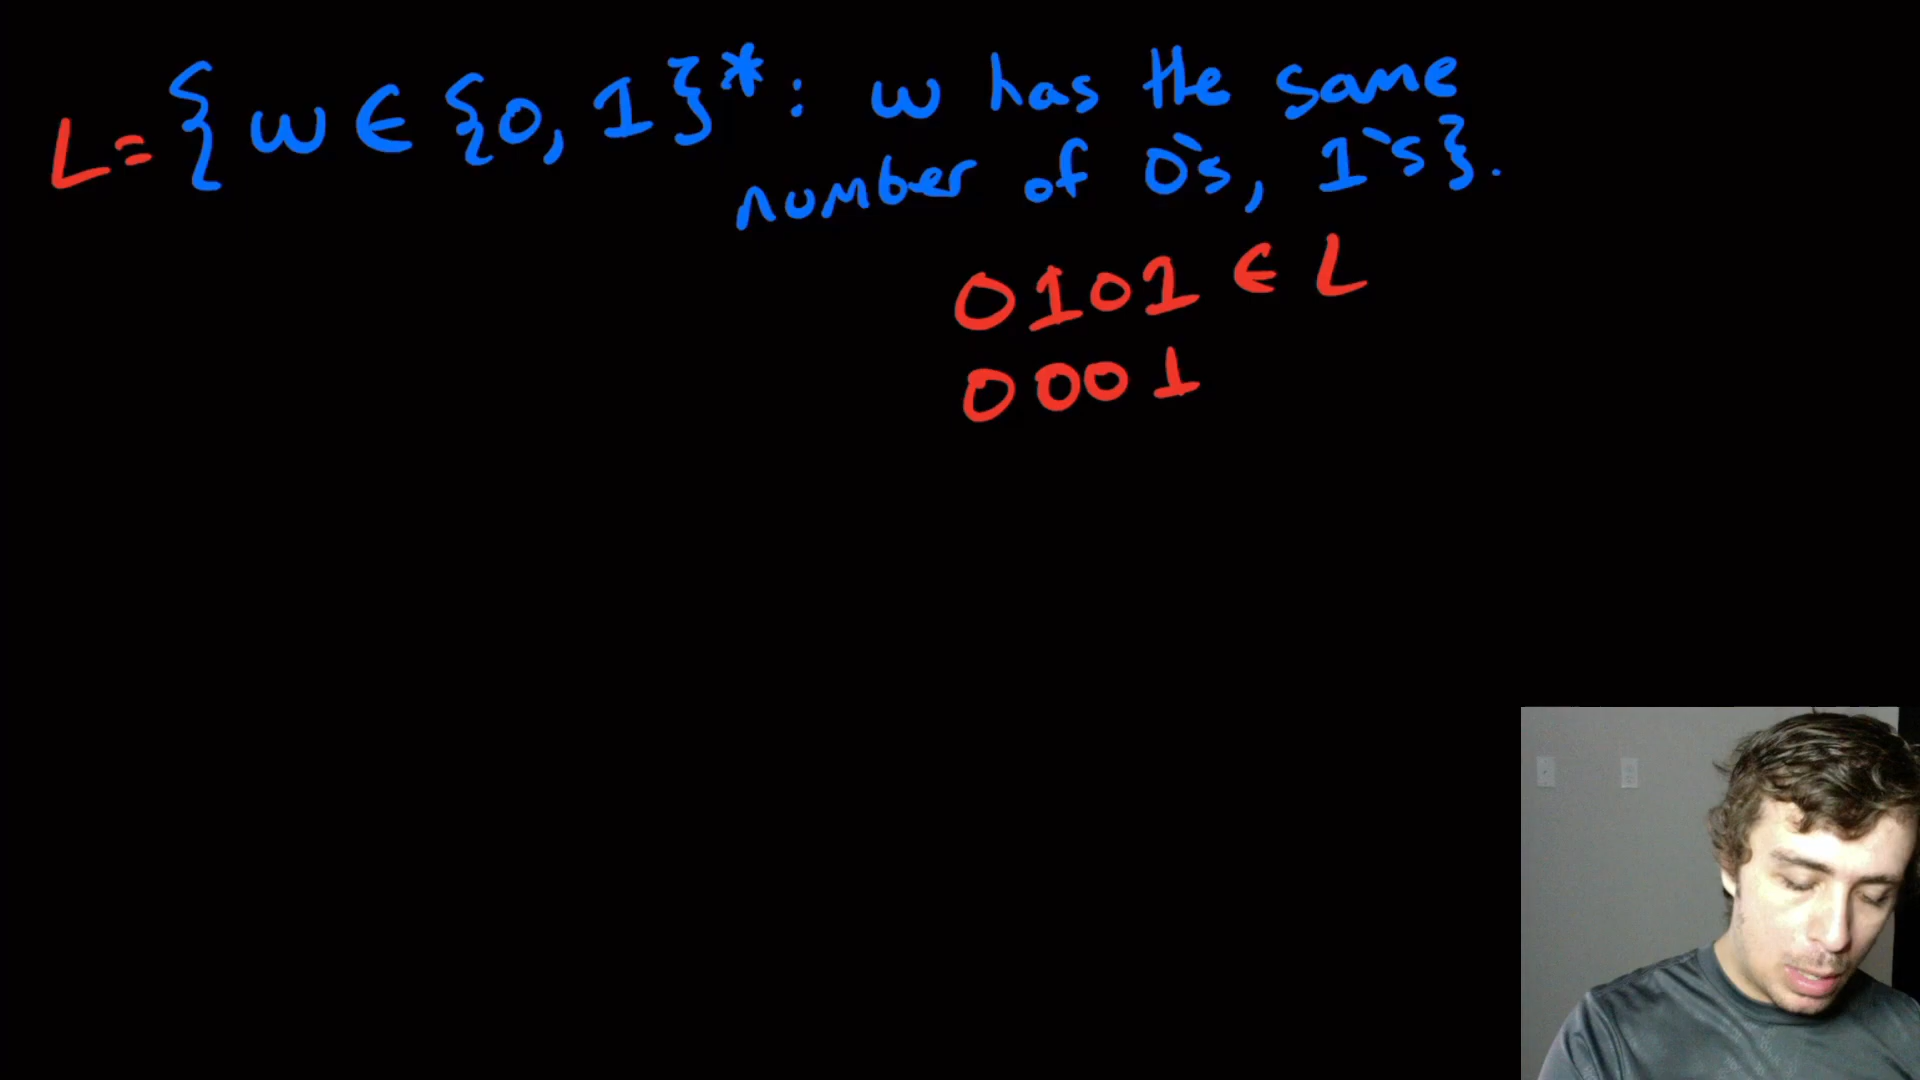 L = { w ∈ {0, 1}* : w has the same
number of 0`s, 1`s}.
0101 ∈ L
0001